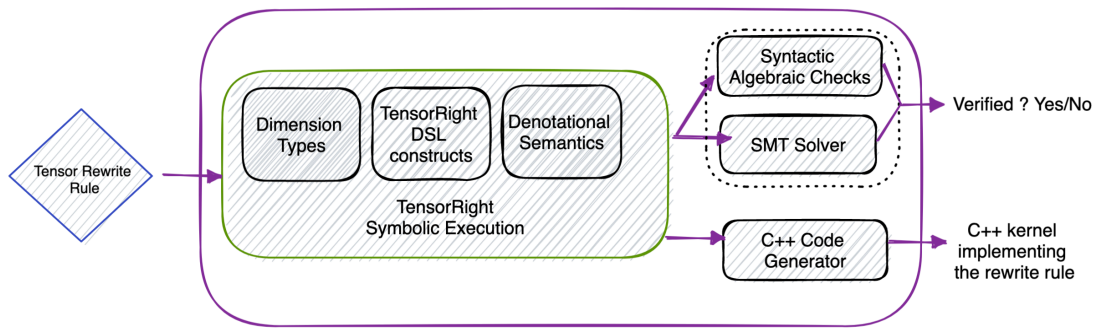 Tensor Rewrite
Rule
Dimension
Types
TensorRight
DSL
constructs
Denotational
Semantics
TensorRight
Symbolic Execution
Syntactic
Algebraic Checks
SMT Solver
Verified ? Yes/No
C++ Code
Generator
C++ kernel
implementing
the rewrite rule